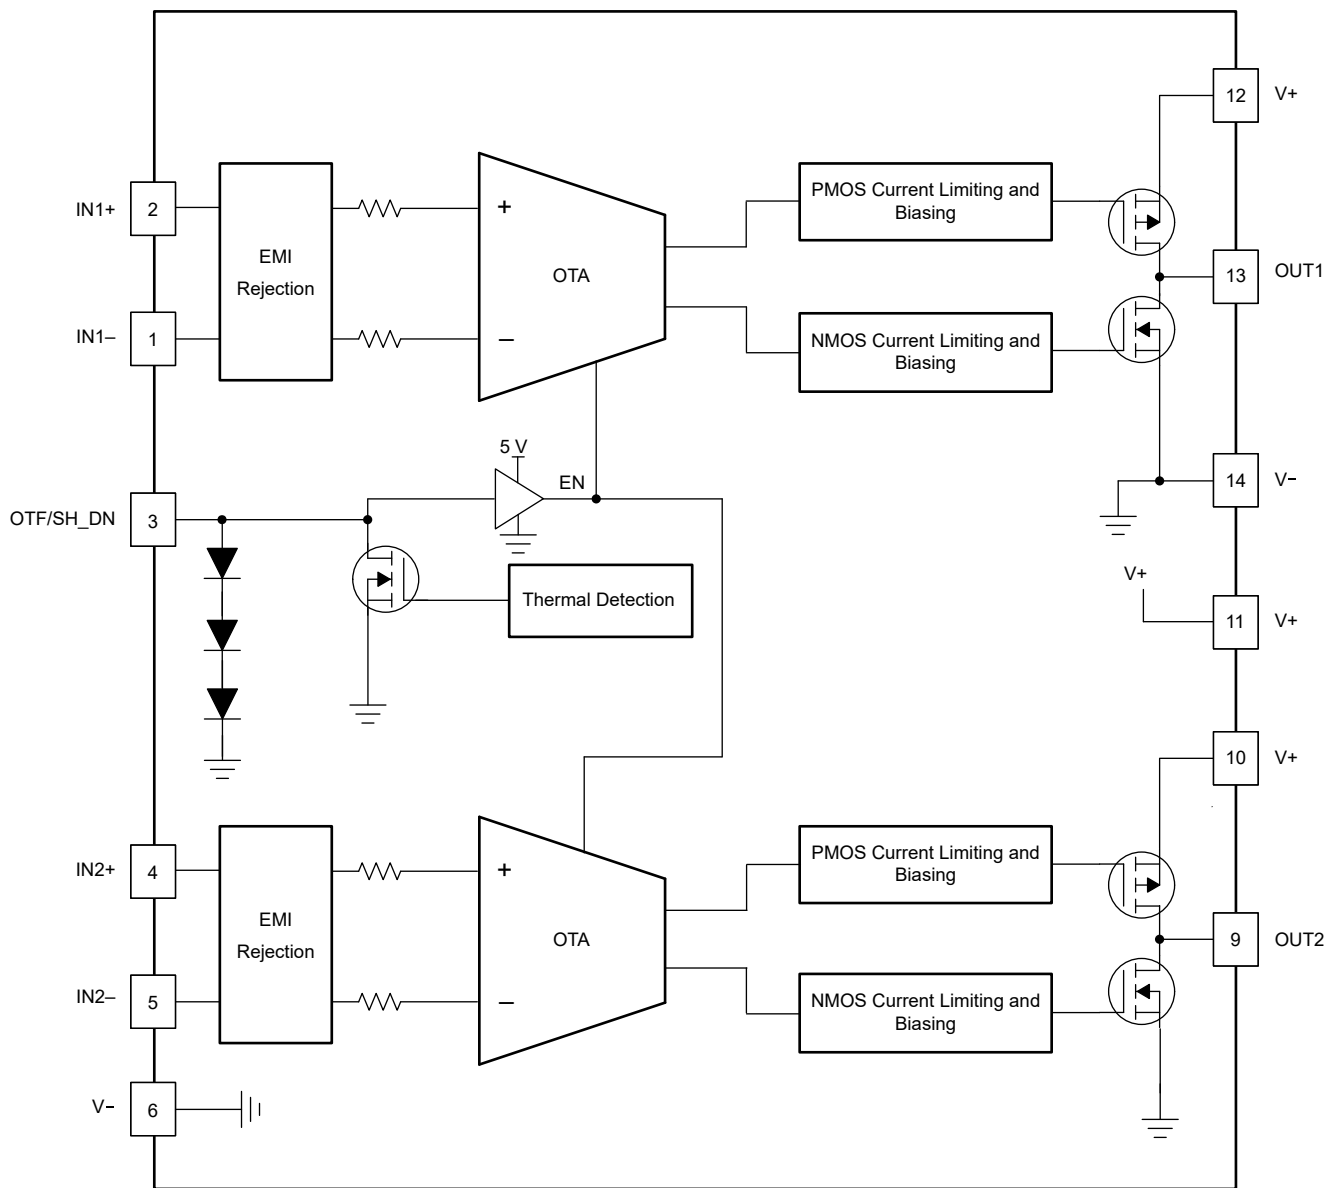 12
V+
PMOS Current Limiting and
Biasing
IN1+
2
+
EMI
Rejection
OTA
13
OUT1
IN1–
1
–
NMOS Current Limiting and
Biasing
5 V
EN
14
V–
OTF/SH_DN
3
V+
Thermal Detection
11
V+
10
V+
PMOS Current Limiting and
Biasing
IN2+
4
+
EMI
Rejection
OTA
9
OUT2
IN2–
5
–
NMOS Current Limiting and
Biasing
V–
6